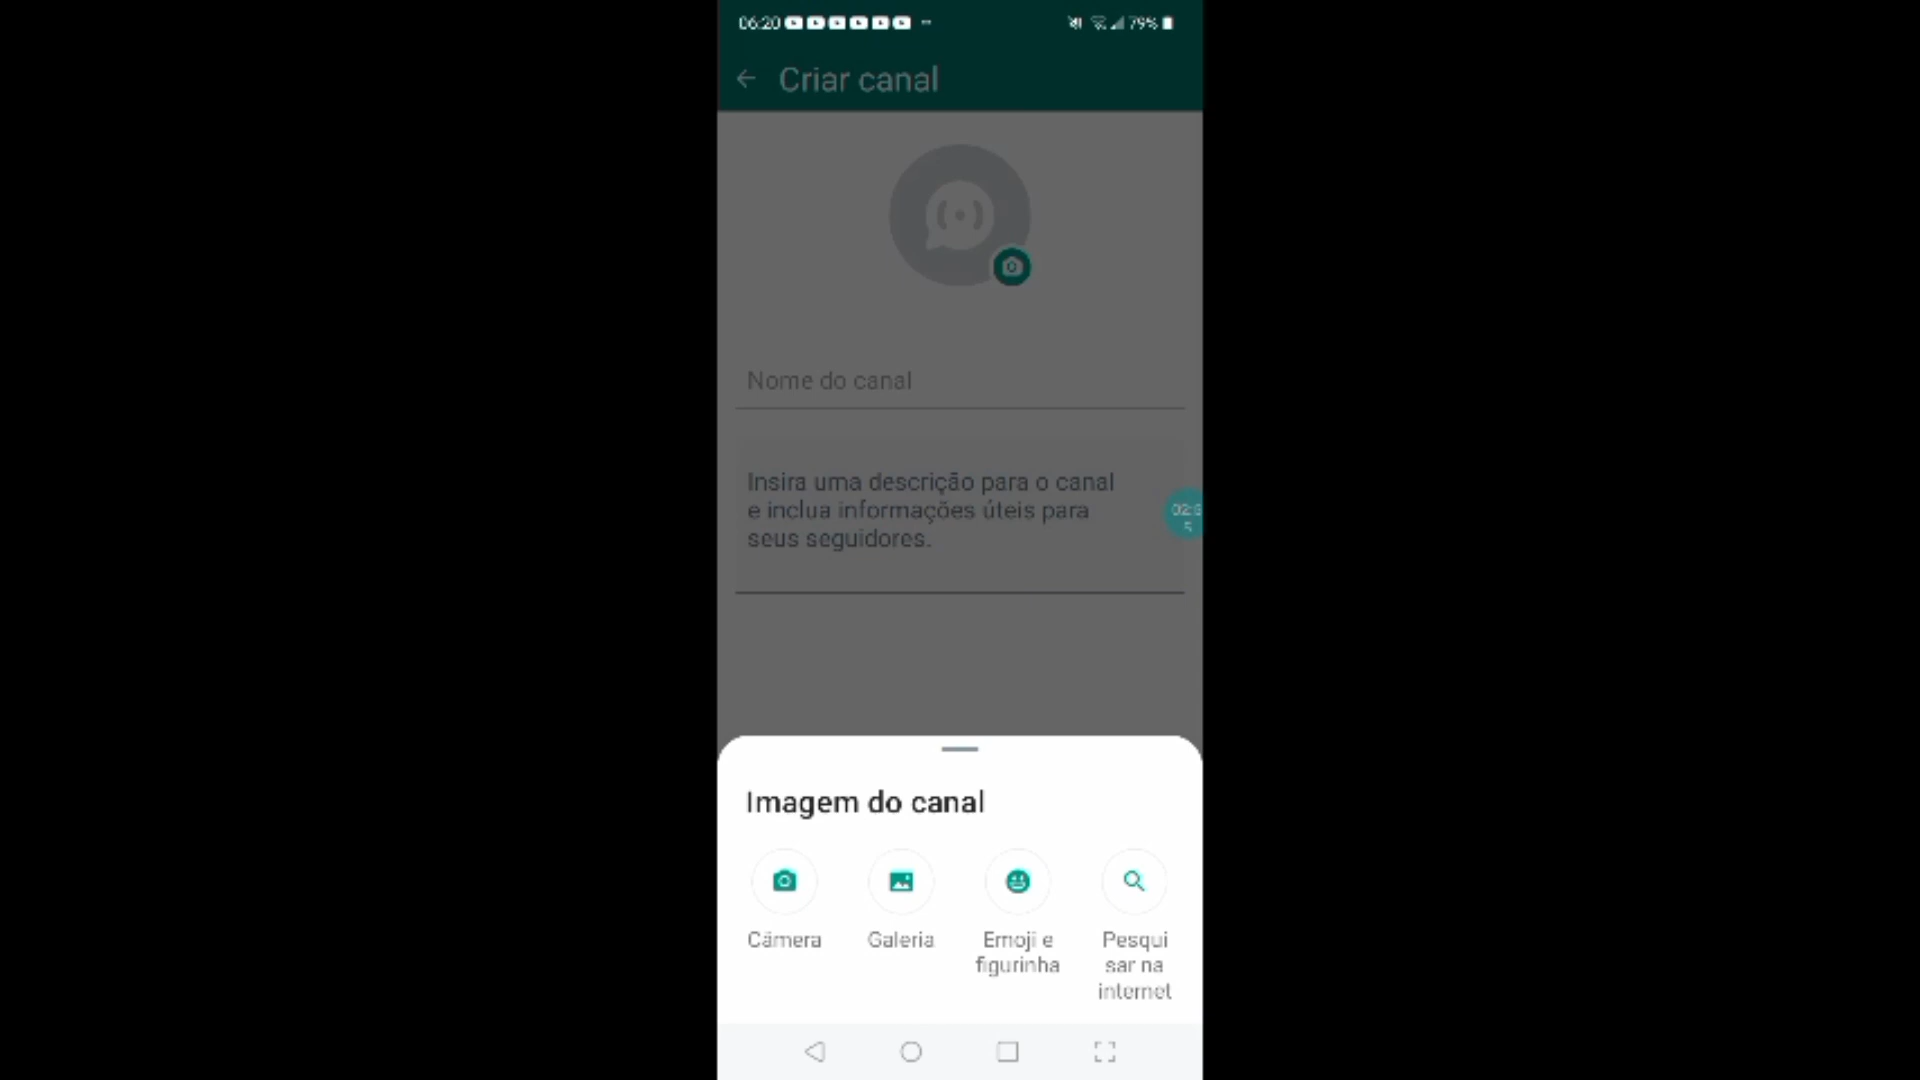 06:20
79%
Criar canal
Nome do canal
Insira uma descrição para o canal
e inclua informações úteis para
seus seguidores.
Imagem do canal
Câmera
Galeria
Emoji e
figurinha
Pesqui
sar na
internet